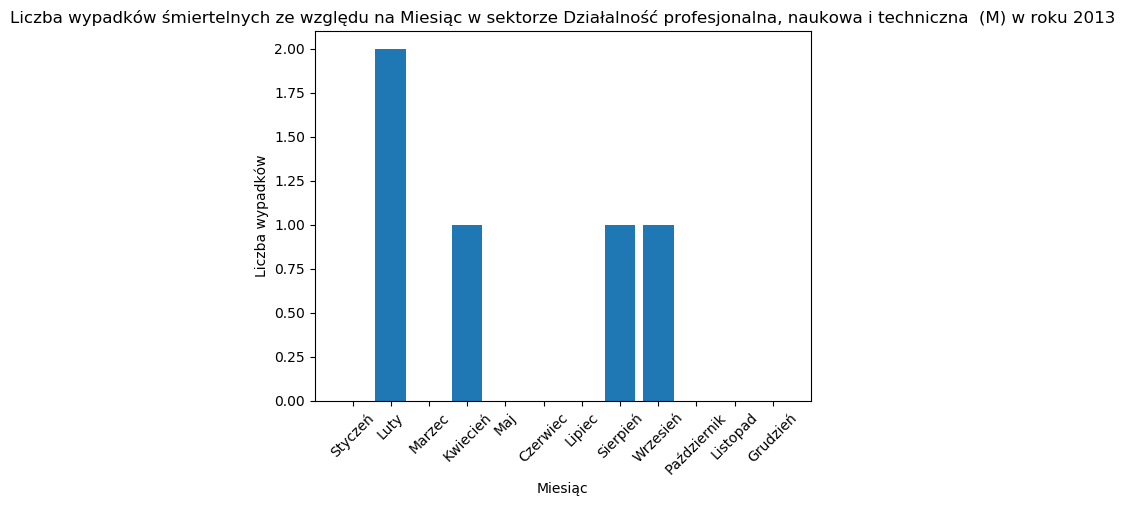 Liczba wypadków śmiertelnych ze względu na Miesiąc w sektorze Działalność profesjonalna, naukowa i techniczna  (M) w roku 2013
2.00
1.75
1.50
1.25
1.00
0.75
0.50
0.25
0.00
Liczba wypadków
Styczeń
Luty
Marzec
Kwiecień
Maj
Czerwiec
Lipiec
Sierpień
Wrzesień
Październik
Listopad
Grudzień
Miesiąc